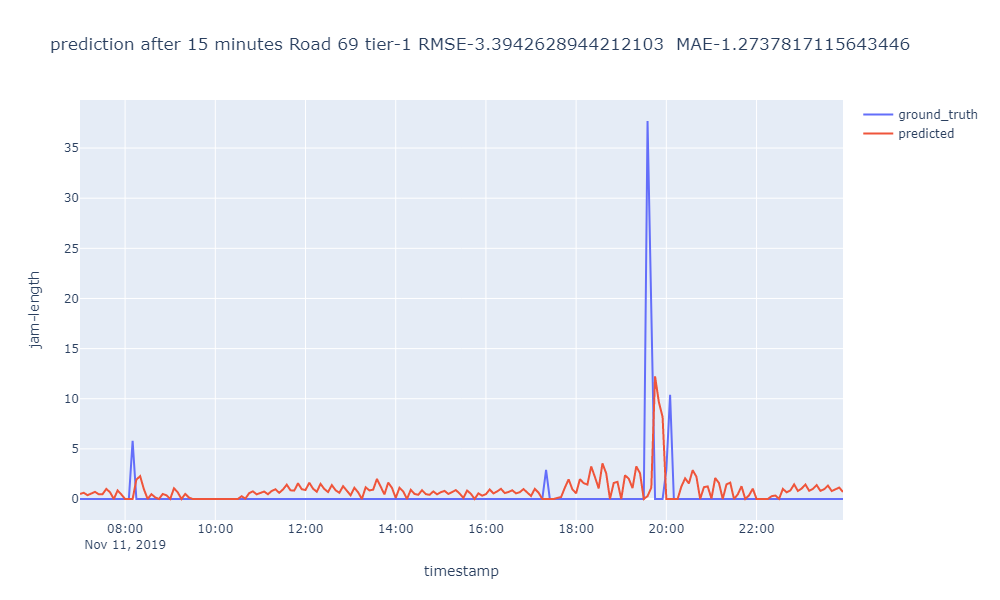 prediction after 15 minutes Road 69 tier-1 RMSE-3.3942628944212103  MAE-1.2737817115643446
ground_truth
predicted
35
30
25
20
15
10
5
0
jam-length
08:00 10:00 12:00 14:00 16:00 18:00 20:00 22:00
Nov 11, 2019
timestamp